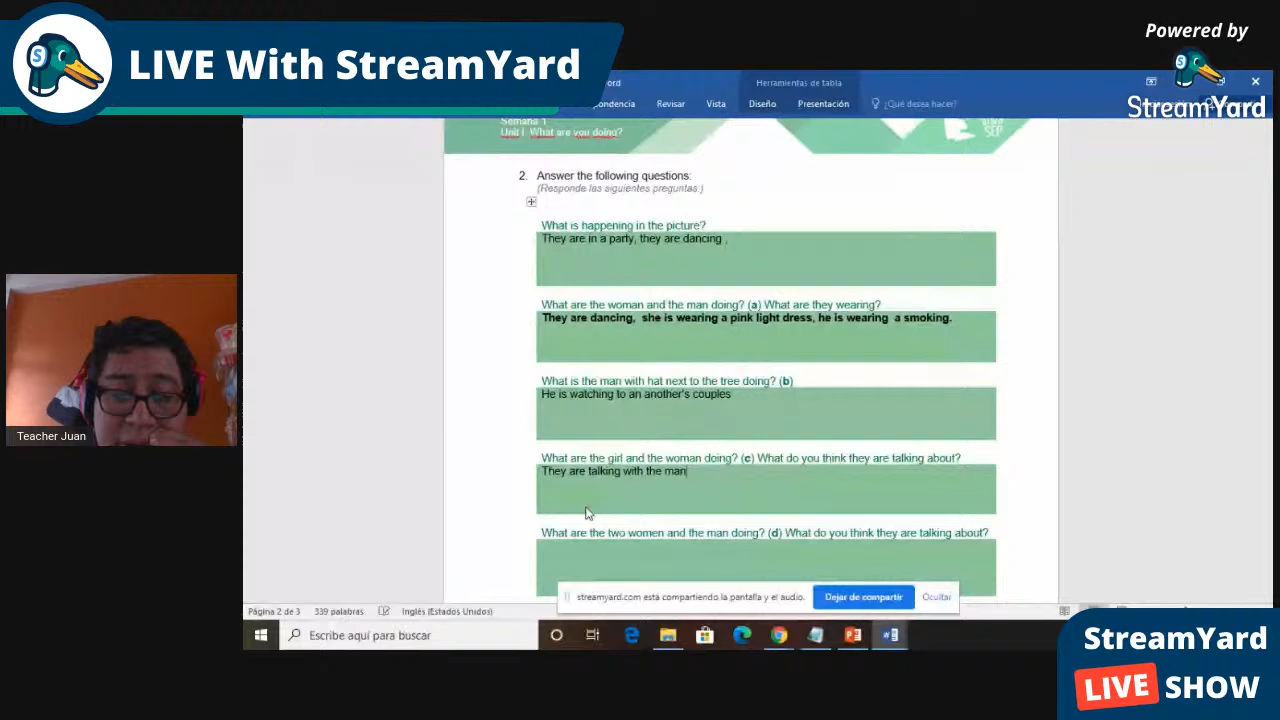 LIVE With StreamYard
Powered by
StreamYard
Herramientas de tabla
Revisar
Vista
Diseño
Presentación
¿Qué desea hacer?
Semana 1
Unit I What are you doing?
SEP
2. Answer the following questions:
(Responde las siguientes preguntas:)
What is happening in the picture?
They are in a party, they are dancing ,
What are the woman and the man doing? (a) What are they wearing?
They are dancing, she is wearing a pink light dress, he is wearing a smoking.
What is the man with hat next to the tree doing? (b)
He is watching to an another's couples
What are the girl and the woman doing? (c) What do you think they are talking about?
They are talking with the man
What are the two women and the man doing? (d) What do you think they are talking about?
Teacher Juan
streamyard.com está compartiendo la pantalla y el audio.
Dejar de compartir
Ocultar
Página 2 de 3
339 palabras
Inglés (Estados Unidos)
Escribe aquí para buscar
StreamYard
LIVE SHOW